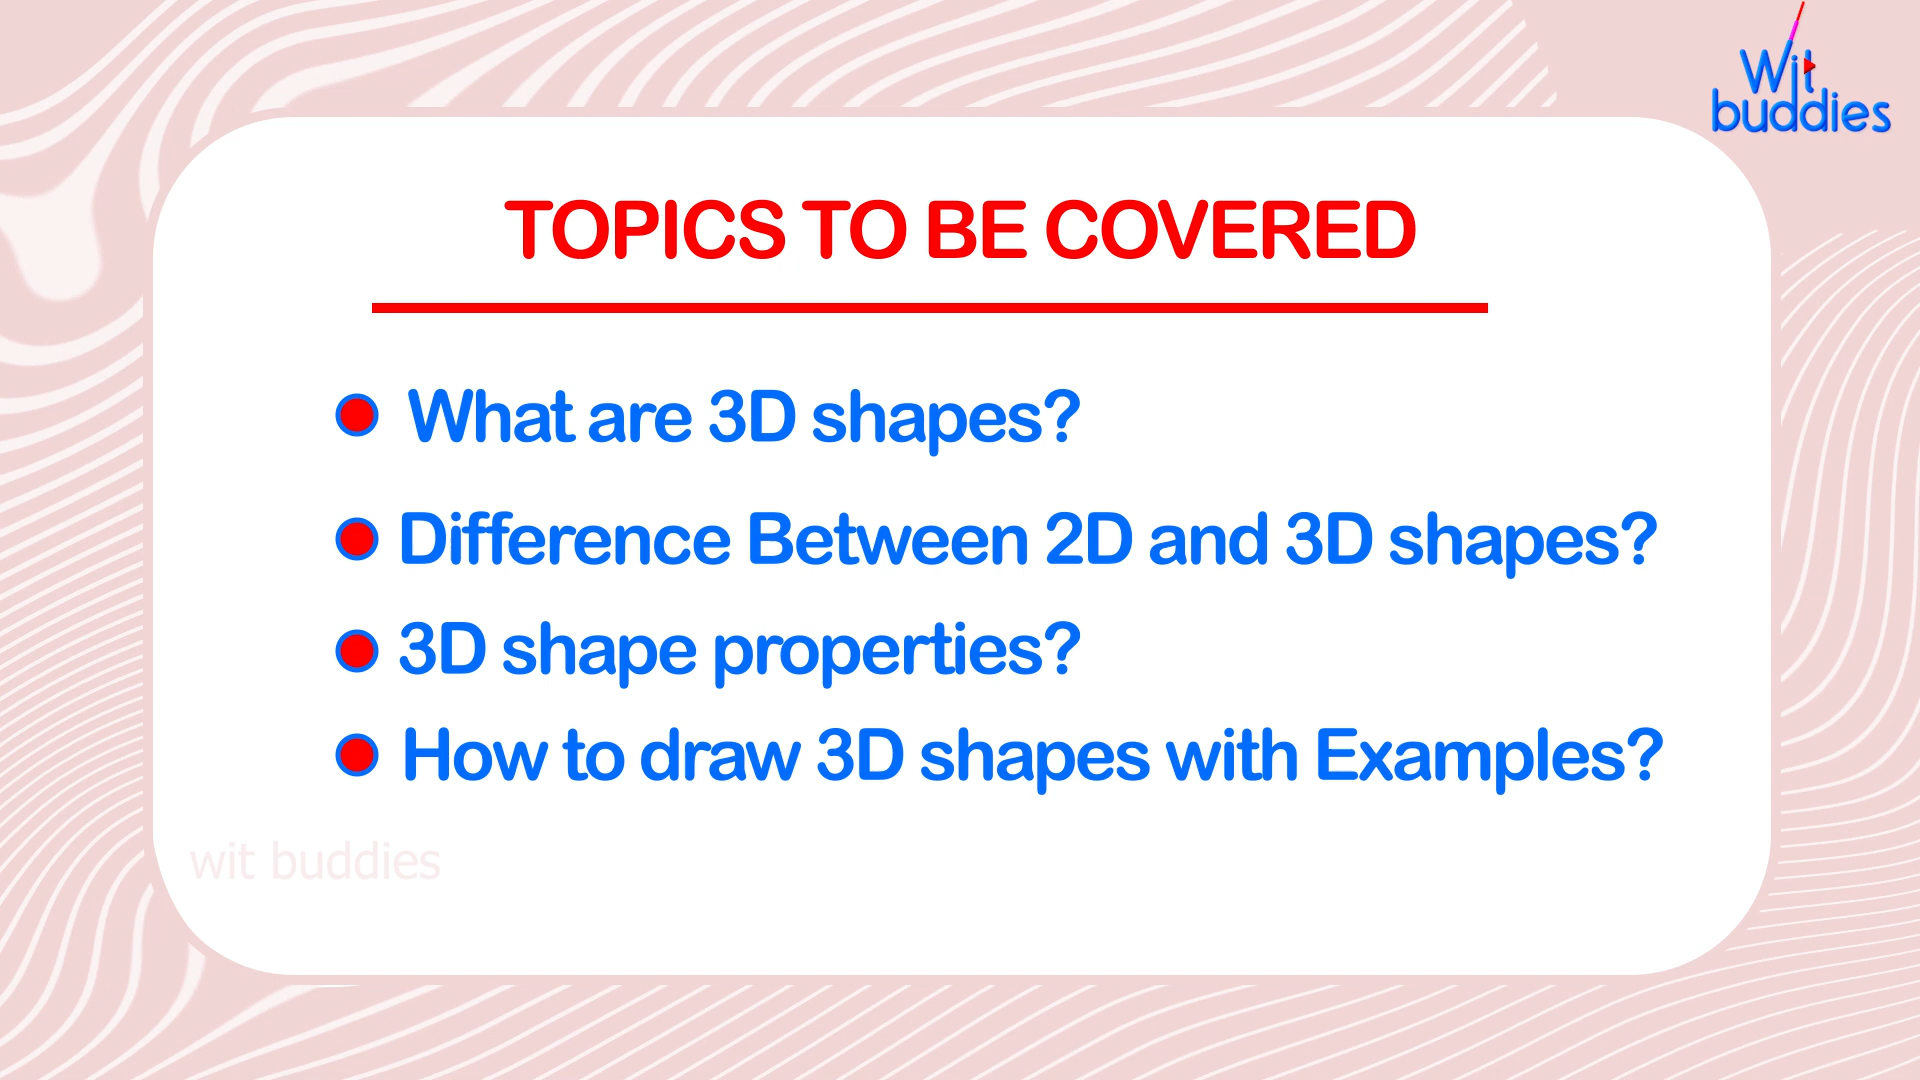 Wit
buddies
TOPICS TO BE COVERED
What are 3D shapes?
Difference Between 2D and 3D shapes?
3D shape properties?
How to draw 3D shapes with Examples?
wit buddies